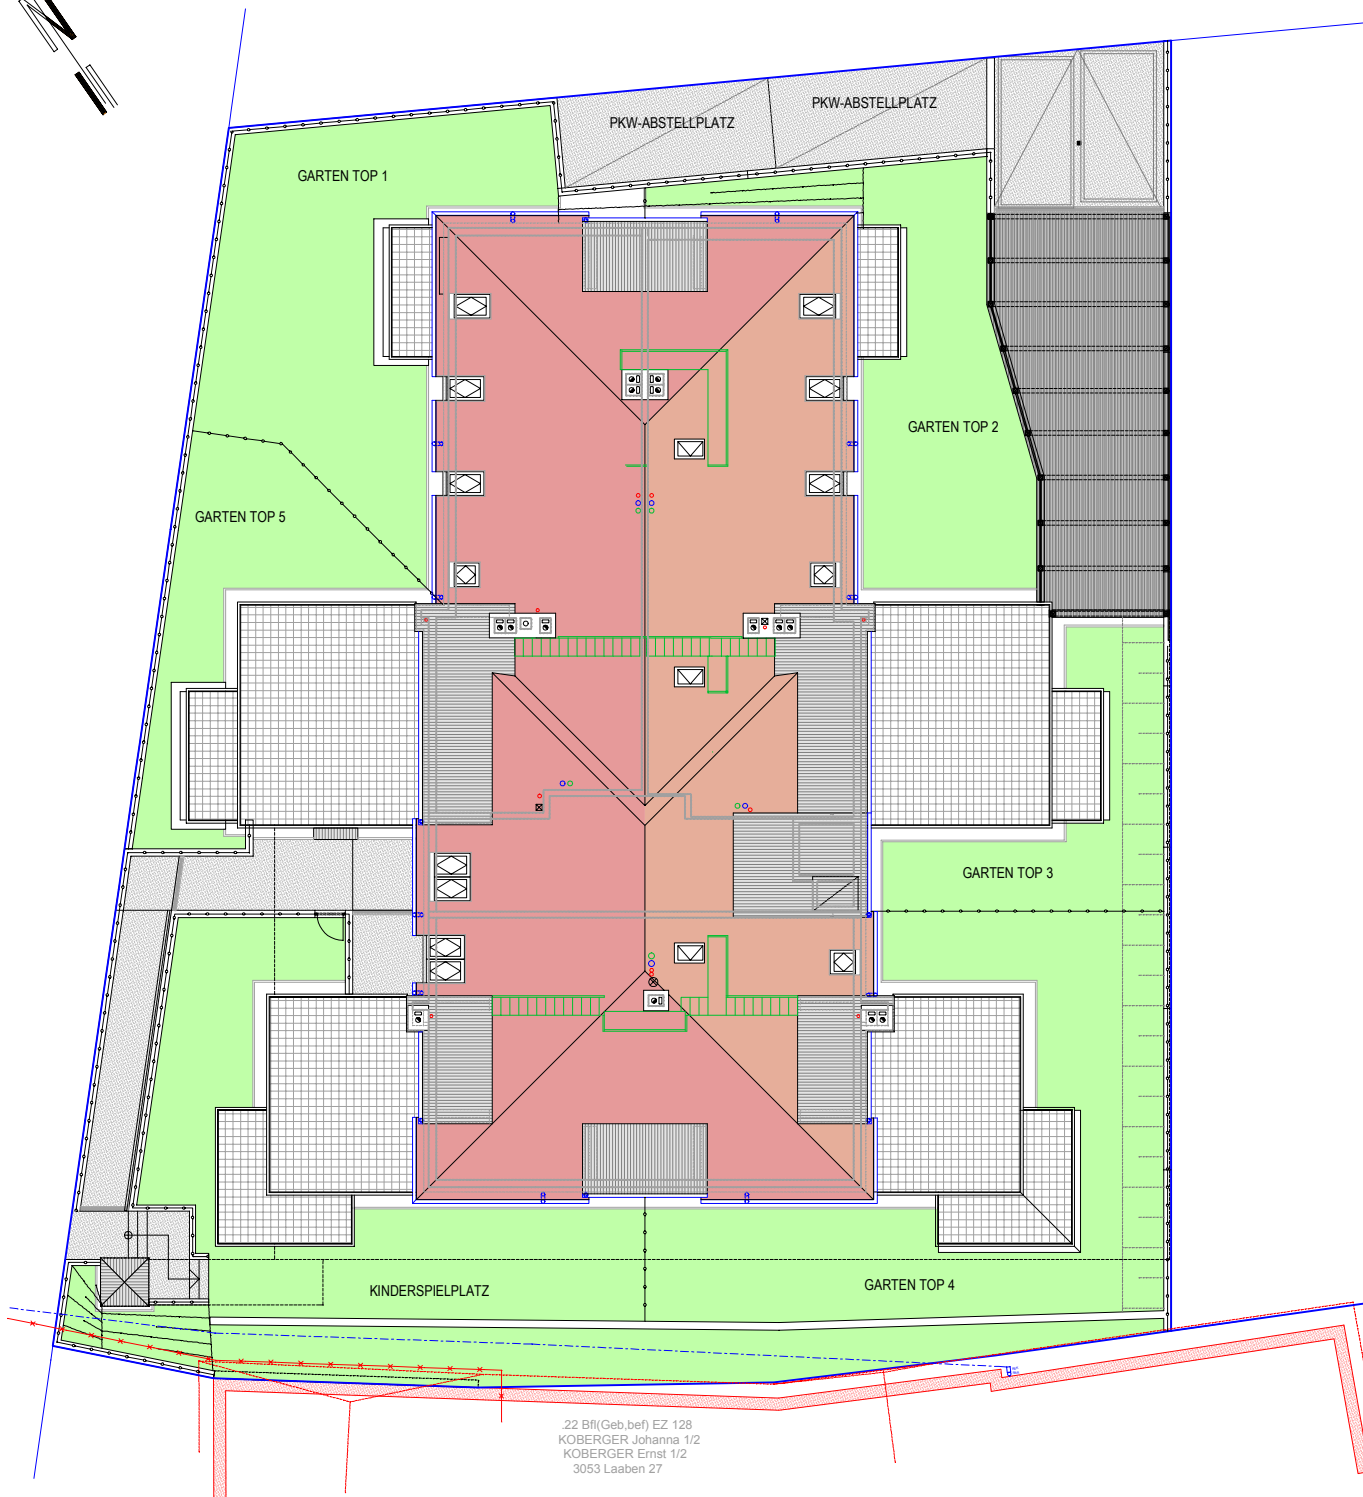 N
PKW-ABSTELLPLATZ
PKW-ABSTELLPLATZ
GARTEN TOP 1
GARTEN TOP 2
GARTEN TOP 5
GARTEN TOP 3
KINDERSPIELPLATZ
GARTEN TOP 4
.22 Bfl(Geb,bef) EZ 128
KOBERGER Johanna 1/2
KOBERGER Ernst 1/2
3053 Laaben 27